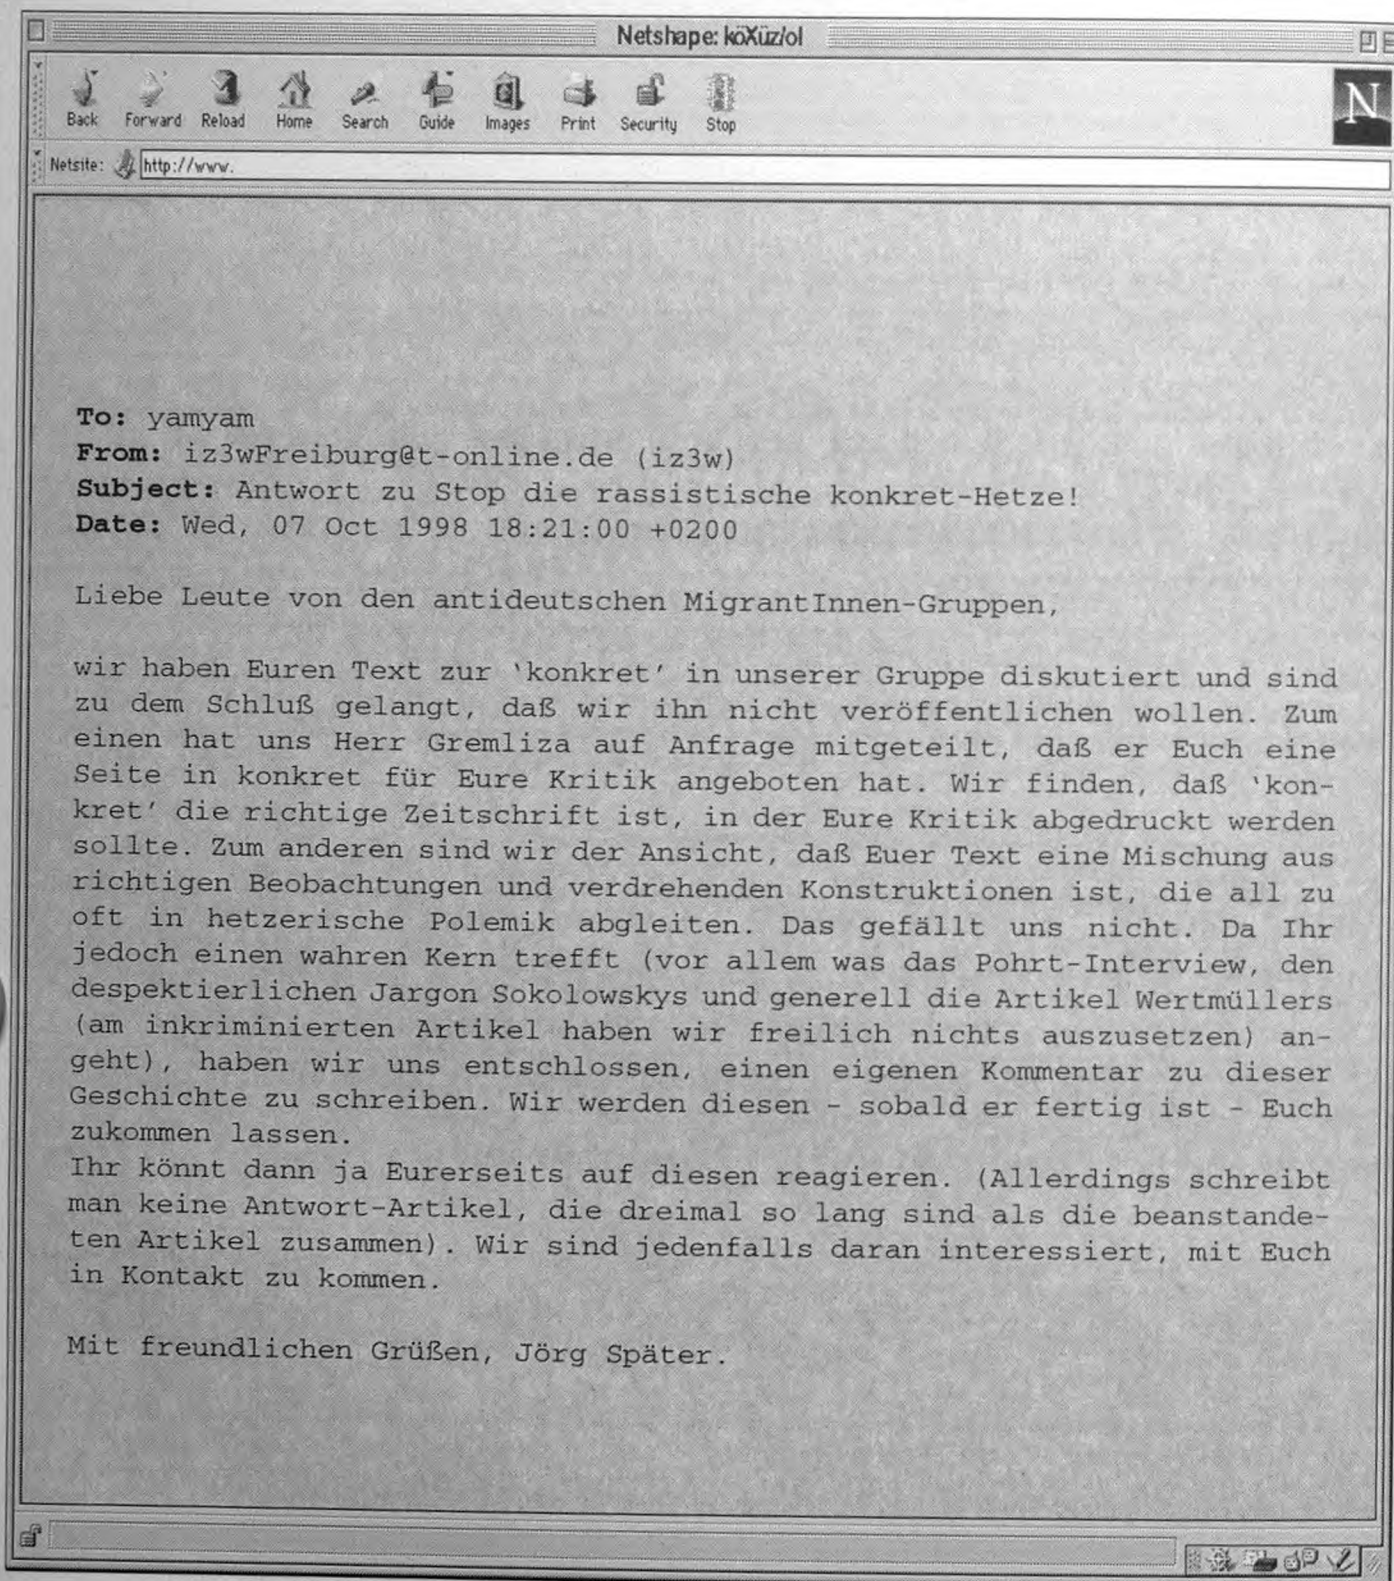 Netshape: köXüz/ol
Back Forward Reload Home Search Guide Images Print Security Stop
N
Netsite: http://www.
To: yamyam
From: iz3wFreiburg@t-online.de (iz3w)
Subject: Antwort zu Stop die rassistische konkret-Hetze!
Date: Wed, 07 Oct 1998 18:21:00 +0200
Liebe Leute von den antideutschen MigrantInnen-Gruppen,
wir haben Euren Text zur ‘konkret’ in unserer Gruppe diskutiert und sind
zu dem Schluß gelangt, daß wir ihn nicht veröffentlichen wollen. Zum
einen hat uns Herr Gremliza auf Anfrage mitgeteilt, daß er Euch eine
Seite in konkret für Eure Kritik angeboten hat. Wir finden, daß ‘kon-
kret’ die richtige Zeitschrift ist, in der Eure Kritik abgedruckt werden
sollte. Zum anderen sind wir der Ansicht, daß Euer Text eine Mischung aus
richtigen Beobachtungen und verdrehenden Konstruktionen ist, die all zu
oft in hetzerische Polemik abgleiten. Das gefällt uns nicht. Da Ihr
jedoch einen wahren Kern trefft (vor allem was das Pohrt-Interview, den
despektierlichen Jargon Sokolowskys und generell die Artikel Wertmüllers
(am inkriminierten Artikel haben wir freilich nichts auszusetzen) an-
geht), haben wir uns entschlossen, einen eigenen Kommentar zu dieser
Geschichte zu schreiben. Wir werden diesen - sobald er fertig ist - Euch
zukommen lassen.
Ihr könnt dann ja Eurerseits auf diesen reagieren. (Allerdings schreibt
man keine Antwort-Artikel, die dreimal so lang sind als die beanstande-
ten Artikel zusammen). Wir sind jedenfalls daran interessiert, mit Euch
in Kontakt zu kommen.
Mit freundlichen Grüßen, Jörg Später.